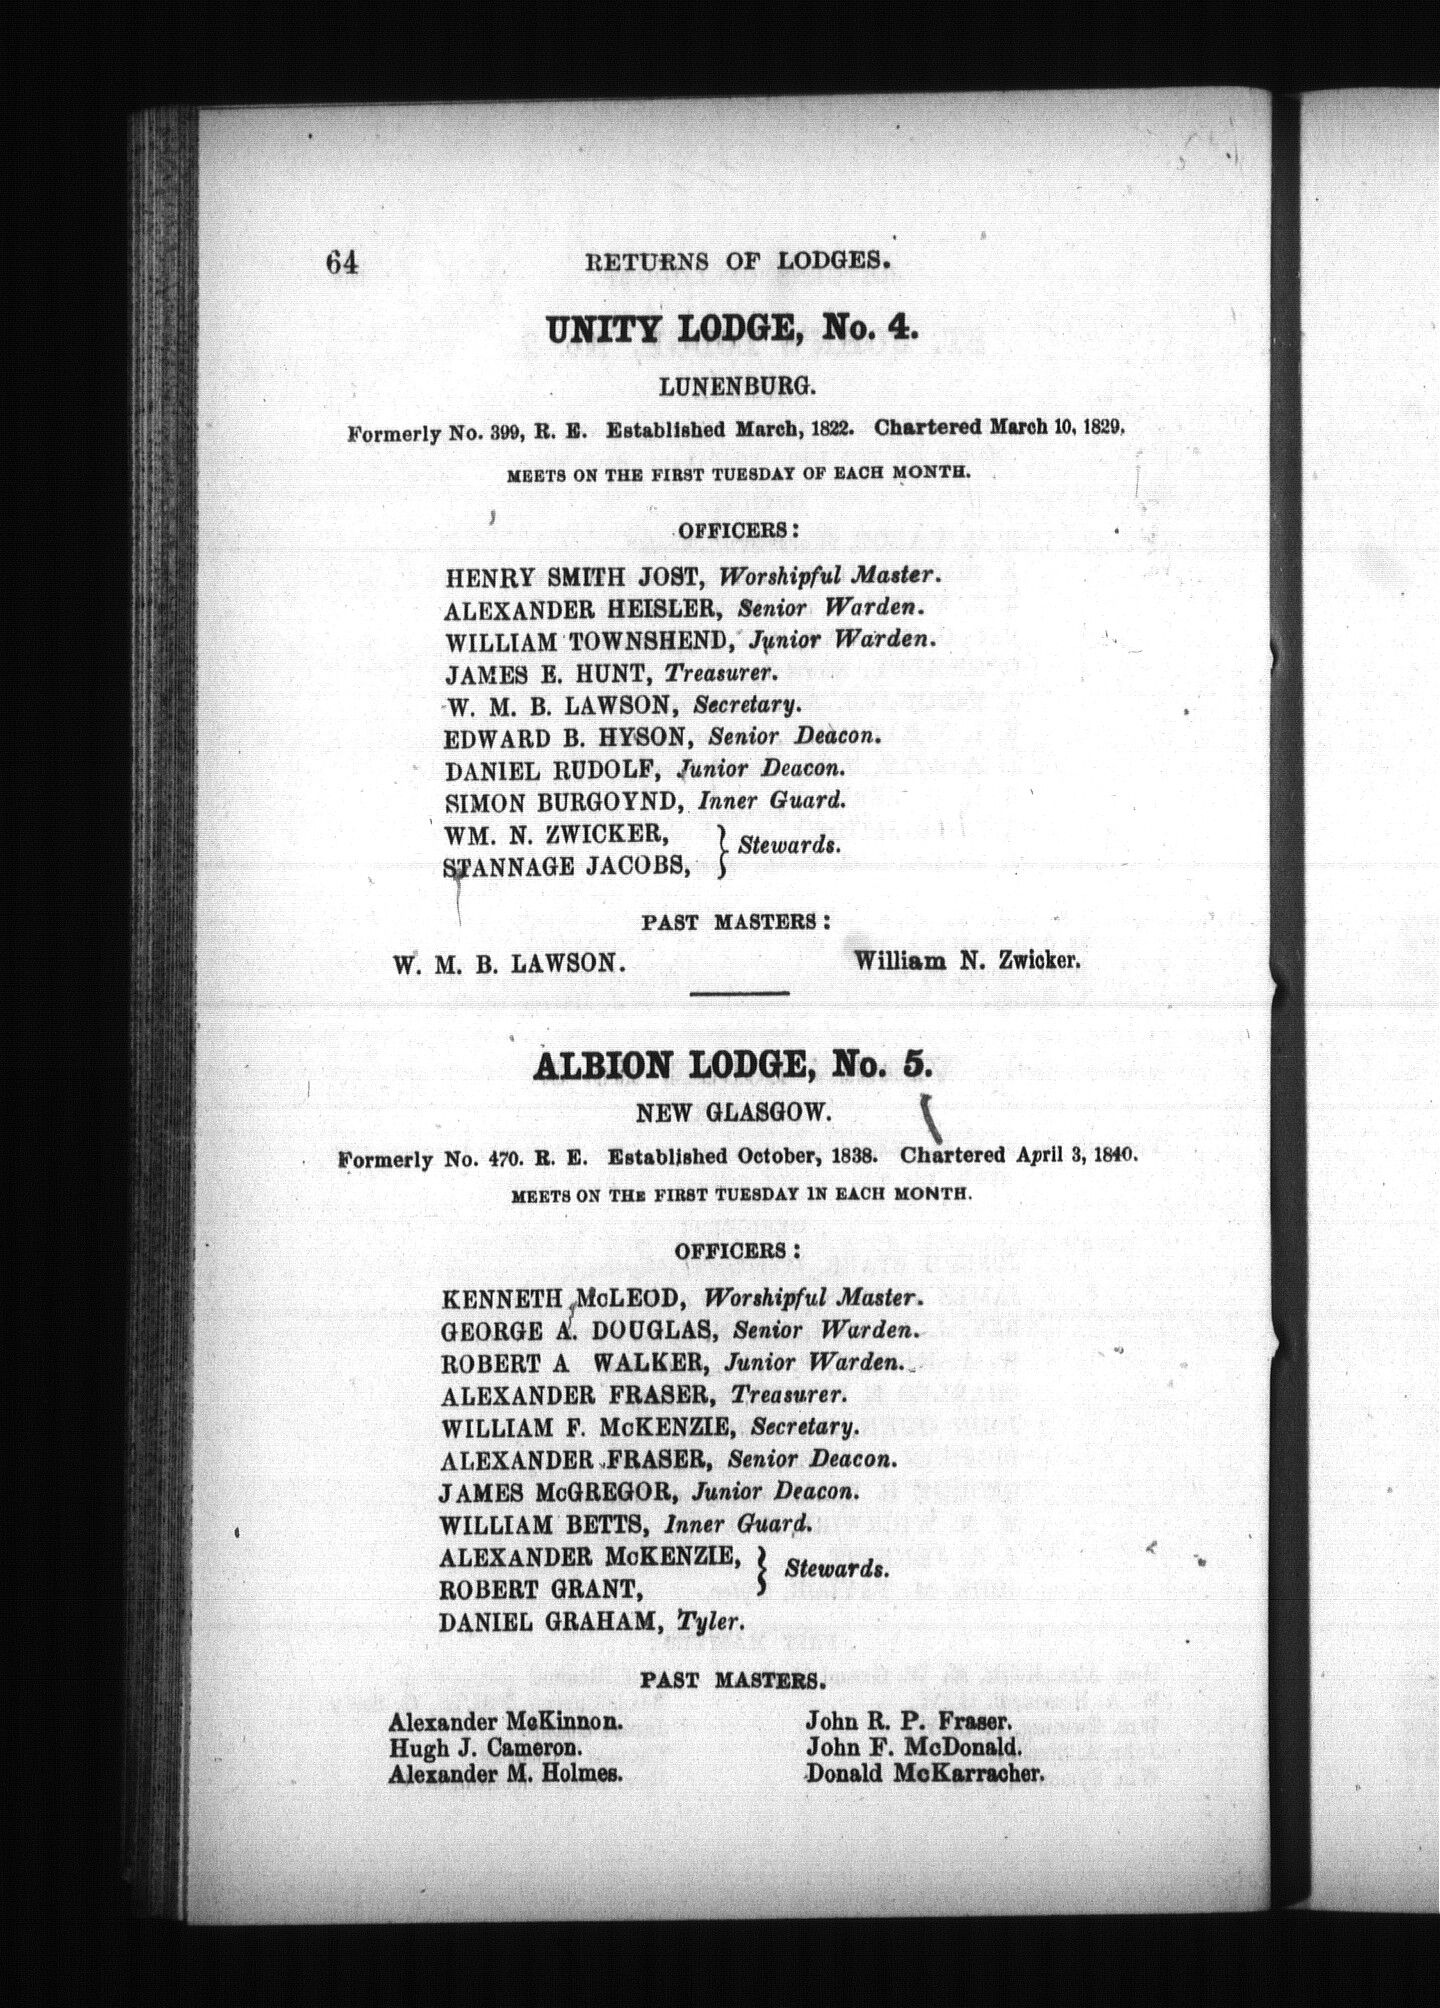 64 RETURNS OF LODGES.
UNITY LODGE, No. 4.
LUNENBURG.
Formerly No. 399, R. E. Established March, 1822. Chartered March 10, 1829.
MEETS ON THE FIRST TUESDAY OF EACH MONTH.
OFFICERS:
HENRY SMITH JOST, Worshipful Master.
ALEXANDER HEISLER, Senior Warden.
WILLIAM TOWNSHEND, Junior Warden.
JAMES E. HUNT, Treasurer.
W. M. B. LAWSON, Secretary.
EDWARD B. HYSON, Senior Deacon.
DANIEL RUDOLF, Junior Deacon.
SIMON BURGOYND, Inner Guard.
WM. N. ZWICKER,
STANNAGE JACOBS, } Stewards.
PAST MASTERS:
W. M. B. LAWSON. William N. Zwicker.
ALBION LODGE, No. 5.
NEW GLASGOW.
Formerly No. 470. R. E. Established October, 1838. Chartered April 3, 1840.
MEETS ON THE FIRST TUESDAY IN EACH MONTH.
OFFICERS:
KENNETH McLEOD, Worshipful Master.
GEORGE A. DOUGLAS, Senior Warden.
ROBERT A WALKER, Junior Warden.
ALEXANDER FRASER, Treasurer.
WILLIAM F. McKENZIE, Secretary.
ALEXANDER FRASER, Senior Deacon.
JAMES McGREGOR, Junior Deacon.
WILLIAM BETTS, Inner Guard.
ALEXANDER McKENZIE,
ROBERT GRANT, } Stewards.
DANIEL GRAHAM, Tyler.
PAST MASTERS.
Alexander McKinnon. John R. P. Fraser.
Hugh J. Cameron. John F. McDonald.
Alexander M. Holmes. Donald McKarracher.